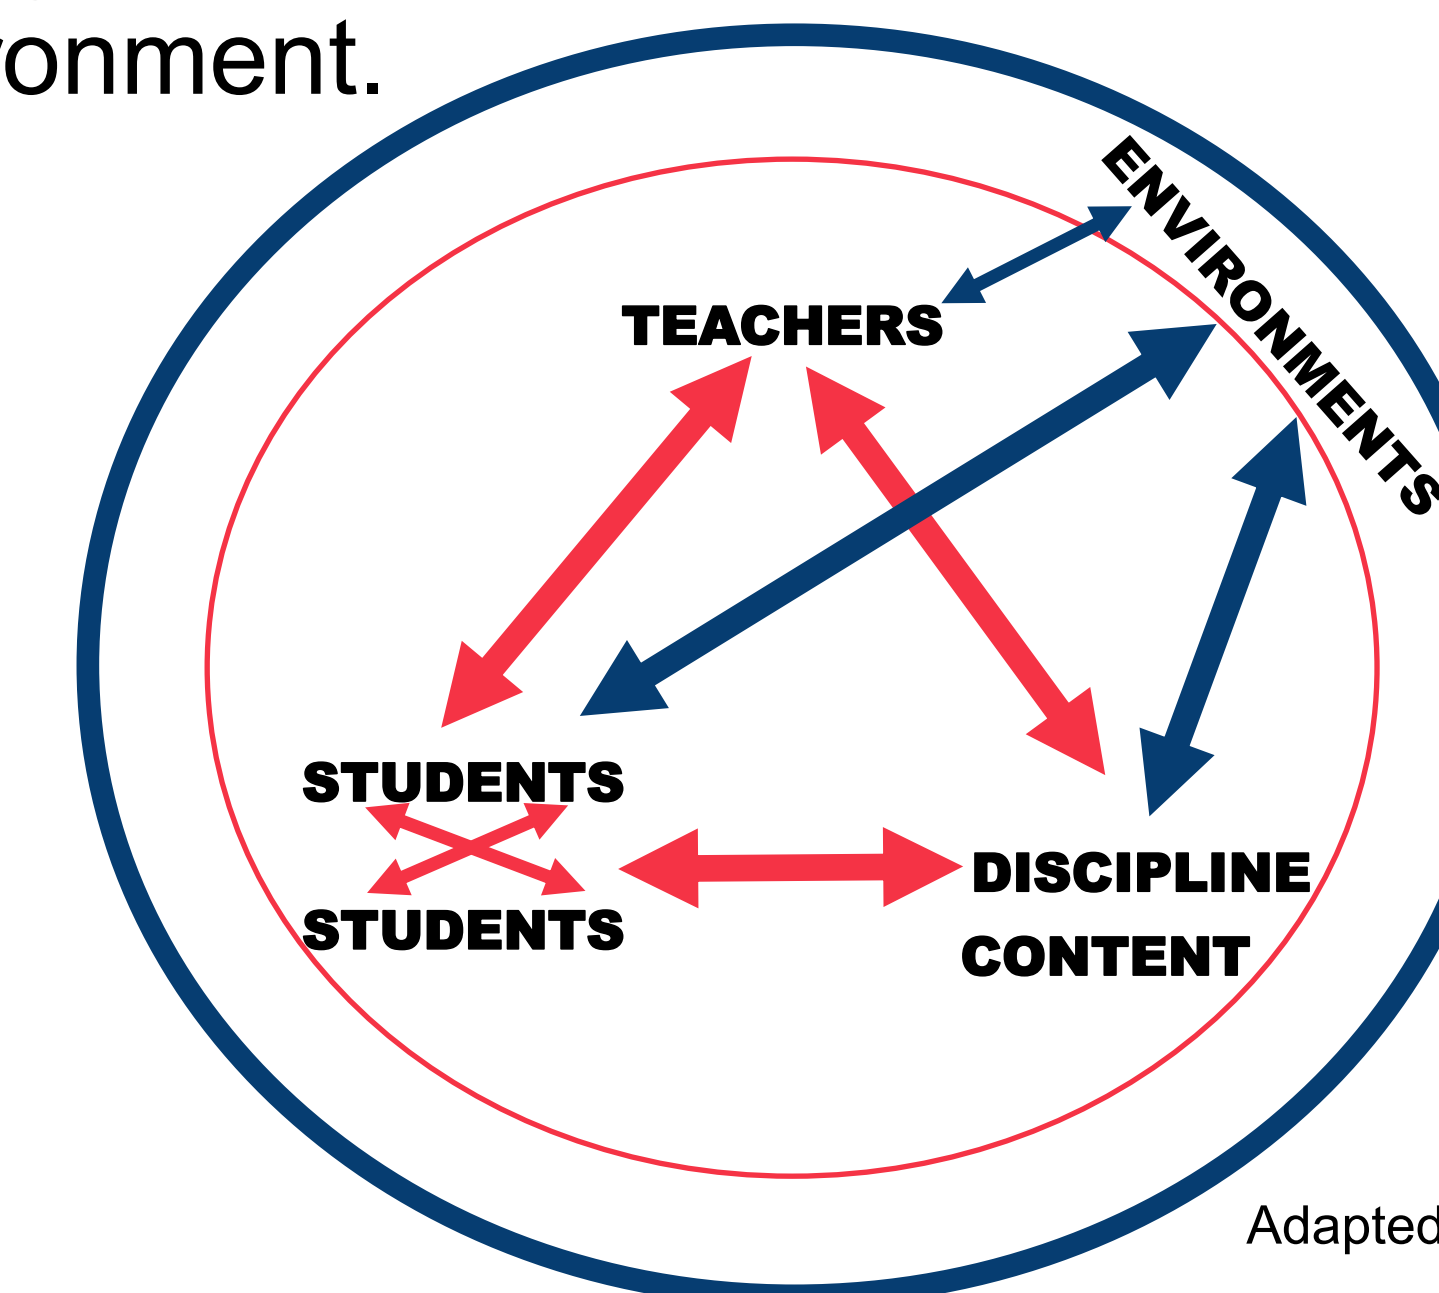 onment.
ENVIRONMENTS
TEACHERS
STUDENTS
STUDENTS
DISCIPLINE
CONTENT
Adapted